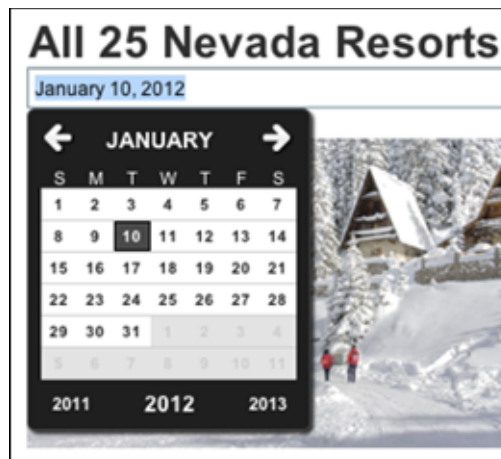 All 25 Nevada Resorts
January 10, 2012
JANUARY
S M T W T F S
1 2 3 4 5 6 7
8 9 10 11 12 13 14
15 16 17 18 19 20 21
22 23 24 25 26 27 28
29 30 31 1 2 3 4
5 6 7 8 9 10 11
2011 2012 2013